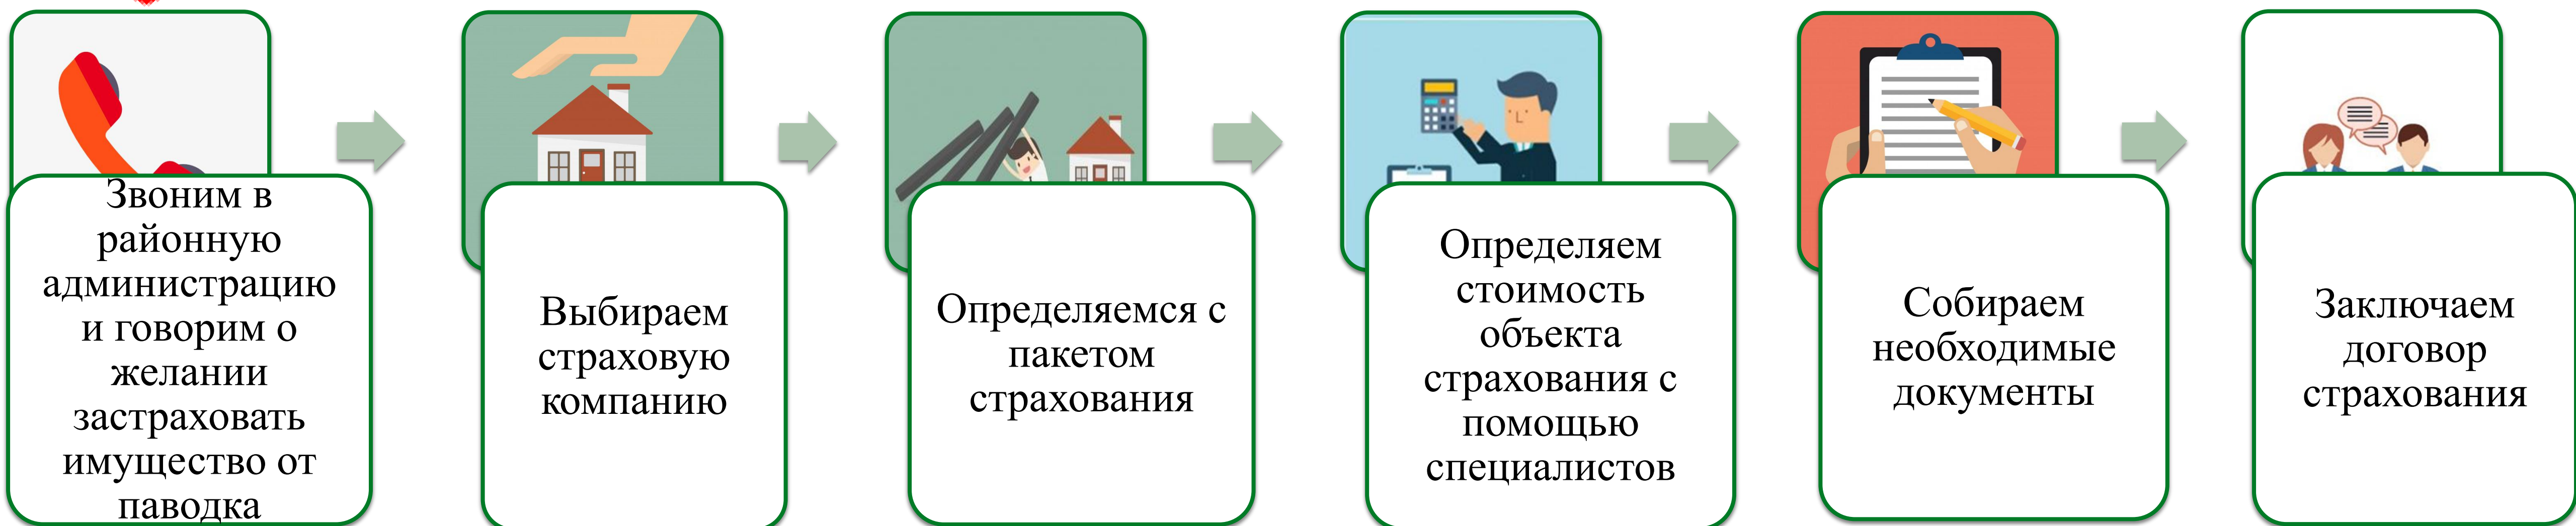 Звоним в
районную
администрацию
и говорим о
желании
застраховать
имущество от
паводка
Выбираем
страховую
компанию
Определяемся с
пакетом
страхования
Определяем
стоимость
объекта
страхования с
помощью
специалистов
Собираем
необходимые
документы
Заключаем
договор
страхования